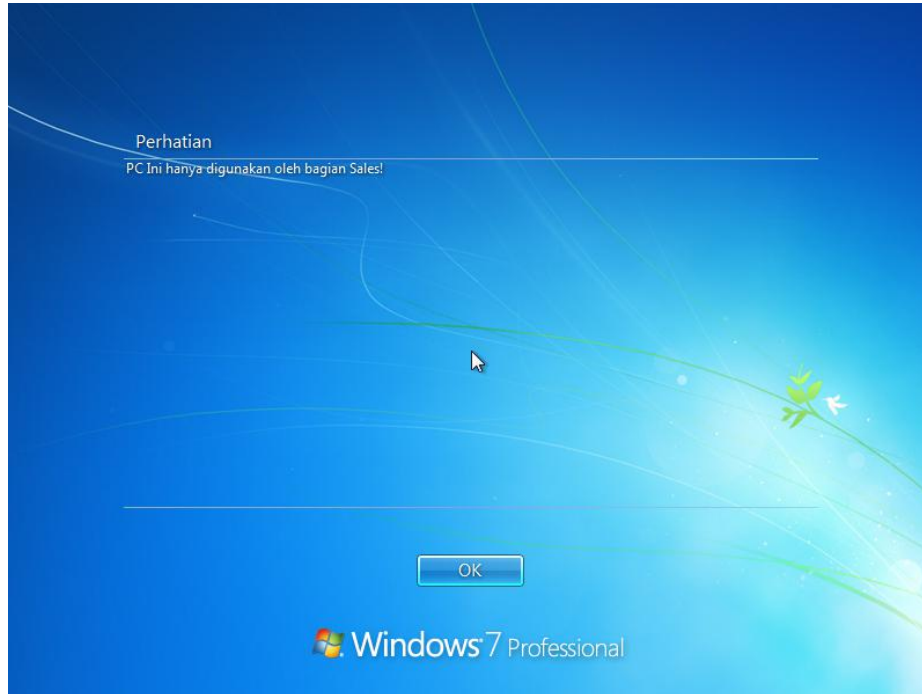 Perhatian
PC Ini hanya digunakan oleh bagian Sales!
OK
Windows 7 Professional